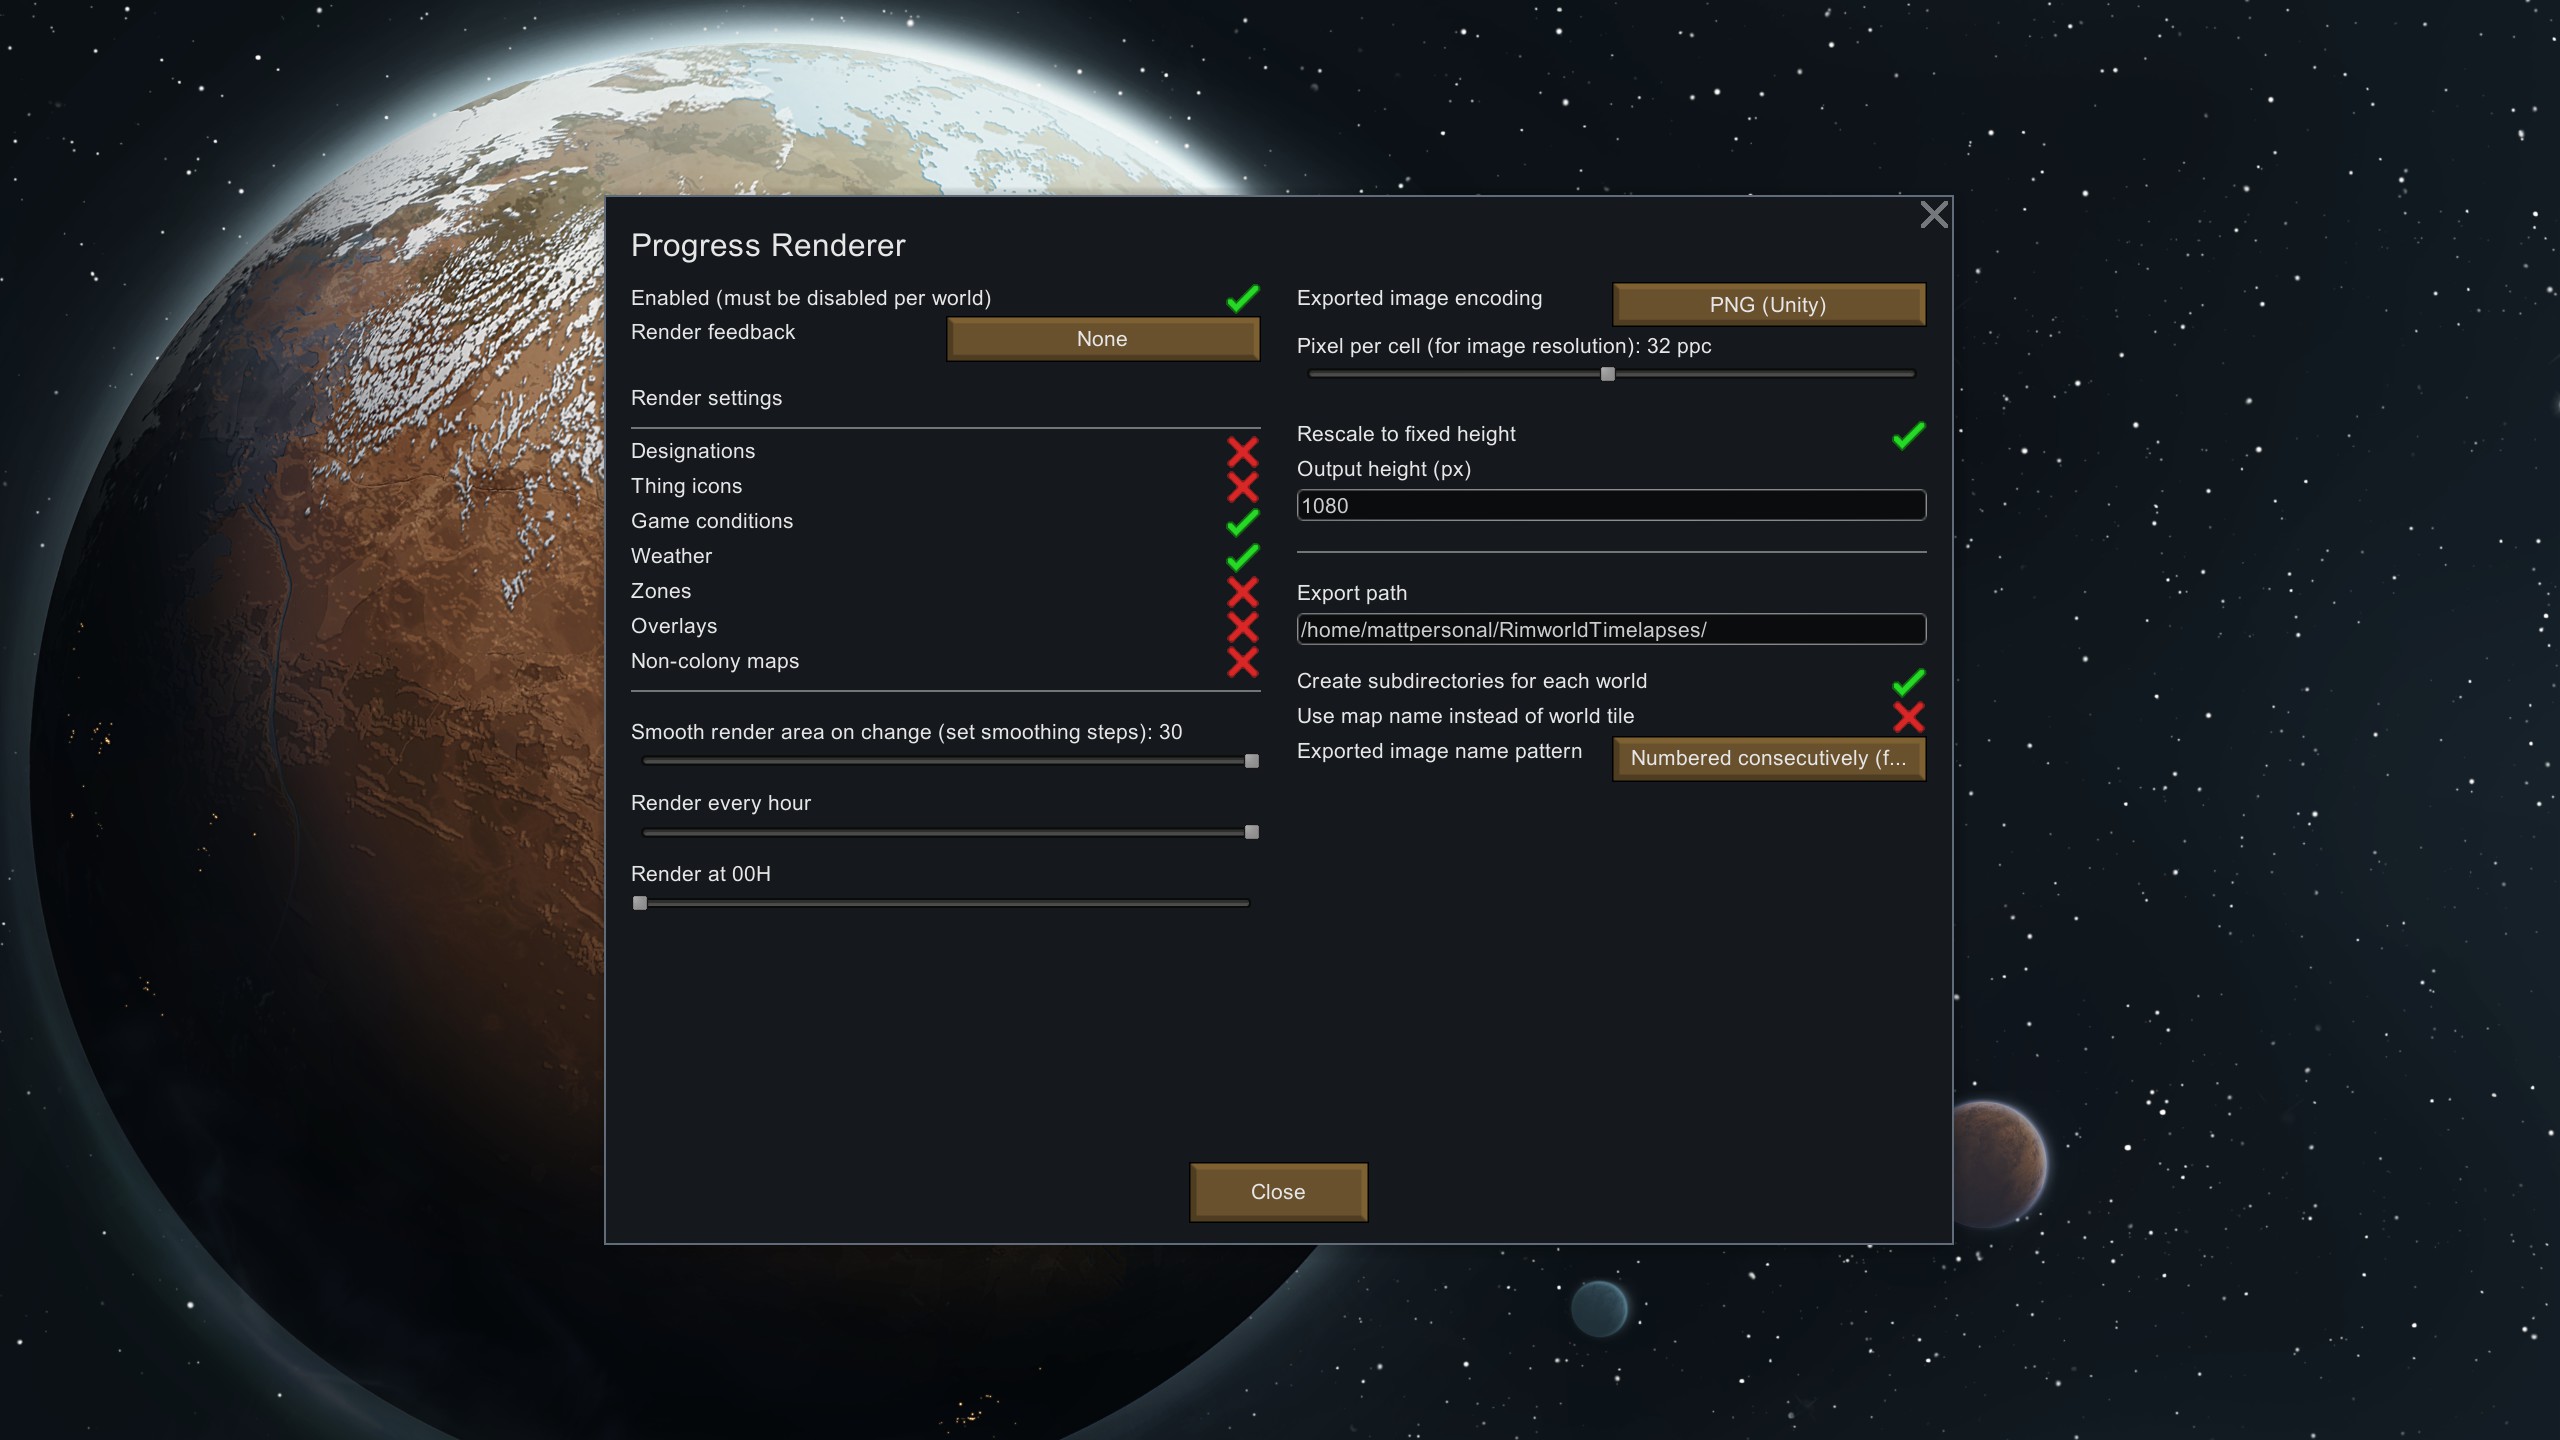 Progress Renderer
Enabled (must be disabled per world)
Render feedback
None
Render settings
Designations
Thing icons
Game conditions
Weather
Zones
Overlays
Non-colony maps
Smooth render area on change (set smoothing steps): 30
Render every hour
Render at 00H
Exported image encoding
PNG (Unity)
Pixel per cell (for image resolution): 32 ppc
Rescale to fixed height
Output height (px)
1080
Export path
/home/mattpersonal/RimworldTimelapses/
Create subdirectories for each world
Use map name instead of world tile
Exported image name pattern
Numbered consecutively (f...
Close